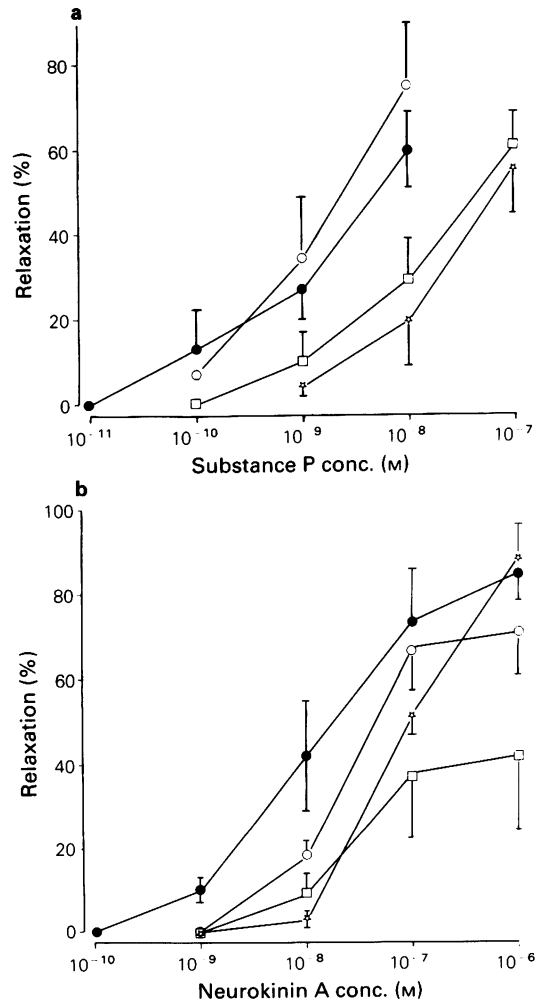 a
80
60
40
20
0
Relaxation (%)
10⁻¹¹ 10⁻¹⁰ 10⁻⁹ 10⁻⁸ 10⁻⁷
Substance P conc. (M)
b
100
80
60
40
20
0
Relaxation (%)
10⁻¹⁰ 10⁻⁹ 10⁻⁸ 10⁻⁷ 10⁻⁶
Neurokinin A conc. (M)